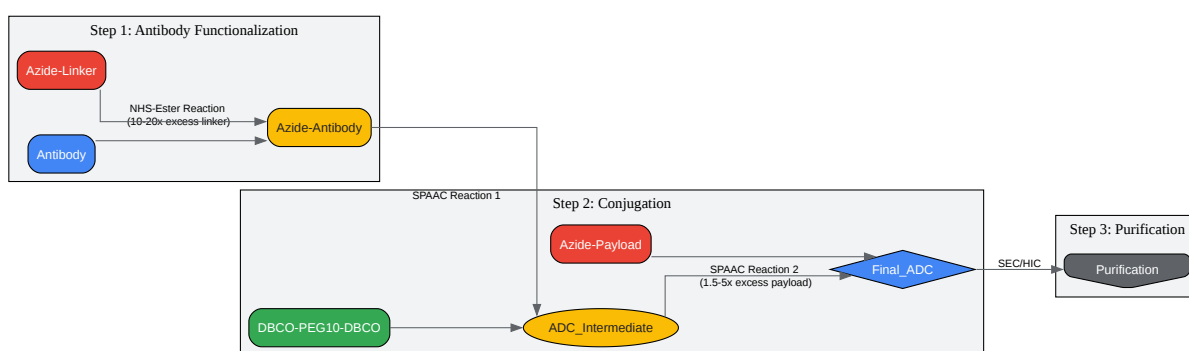 Step 1: Antibody Functionalization
Azide-Linker
NHS-Ester Reaction
(10-20x excess linker)
Azide-Antibody
Antibody
SPAAC Reaction 1
Step 2: Conjugation
Azide-Payload
SPAAC Reaction 2
(1.5-5x excess payload)
Final_ADC
DBCO-PEG10-DBCO
ADC_Intermediate
SEC/HIC
Step 3: Purification
Purification